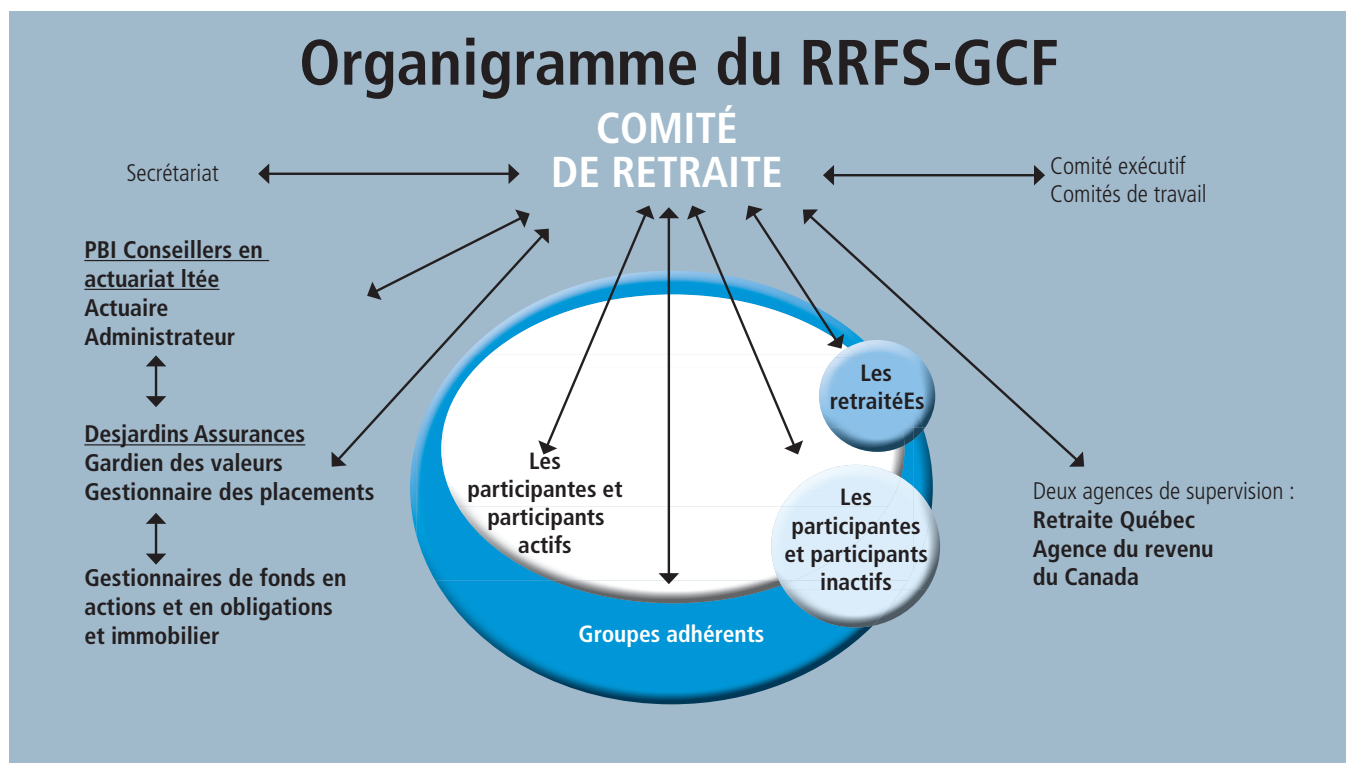 Organigramme du RRFS-GCF
COMITÉ
DE RETRAITE
Secrétariat
Comité exécutif
Comités de travail
PBI Conseillers en
actuariat ltée
Actuaire
Administrateur
Desjardins Assurances
Gardien des valeurs
Gestionnaire des placements
Gestionnaires de fonds en
actions et en obligations
et immobilier
Les
participantes et
participants
actifs
Les
retraitéEs
Les
participantes
et participants
inactifs
Groupes adhérents
Deux agences de supervision :
Retraite Québec
Agence du revenu
du Canada